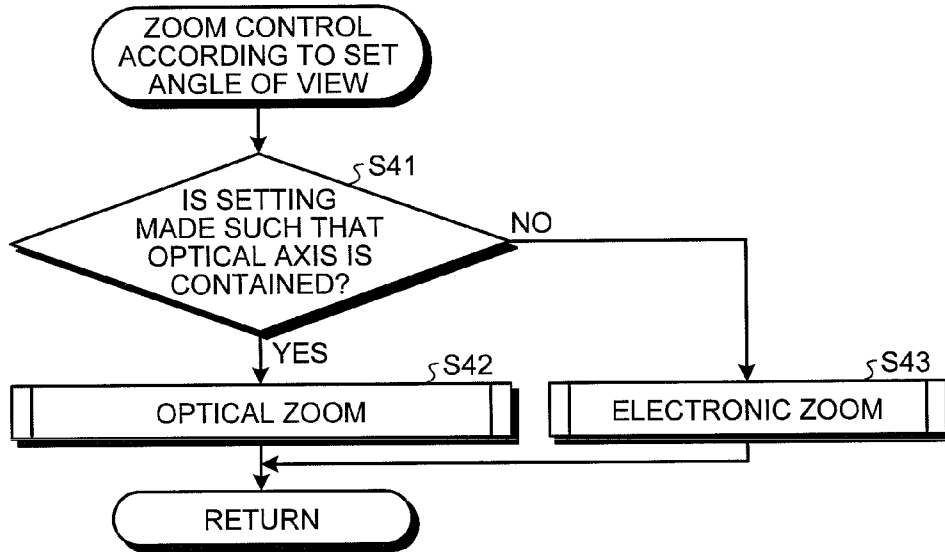 ZOOM CONTROL
ACCORDING TO SET
ANGLE OF VIEW
S41
IS SETTING
MADE SUCH THAT
OPTICAL AXIS IS
CONTAINED?
NO
YES
S42
OPTICAL ZOOM
S43
ELECTRONIC ZOOM
RETURN